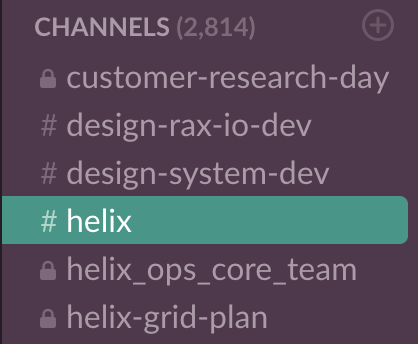 CHANNELS (2,814)
customer-research-day
# design-rax-io-dev
# design-system-dev
# helix
helix_ops_core_team
helix-grid-plan